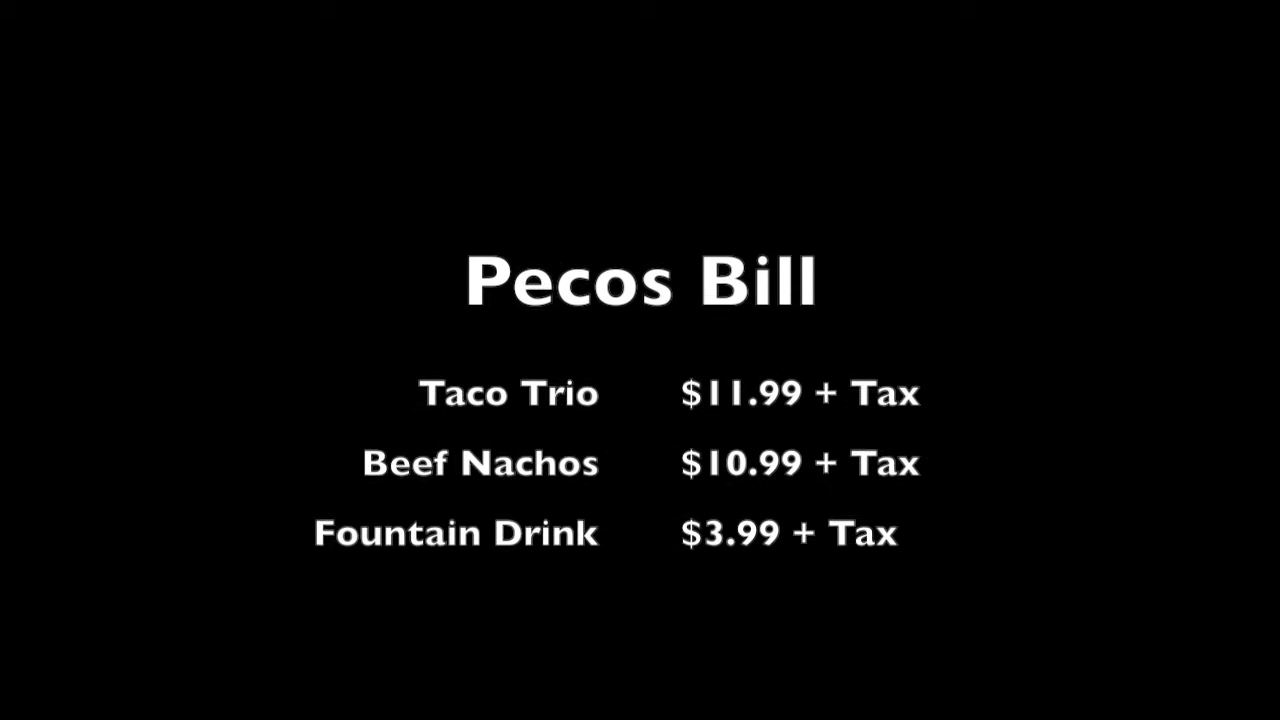 Pecos Bill
Taco Trio $11.99 + Tax
Beef Nachos $10.99 + Tax
Fountain Drink $3.99 + Tax